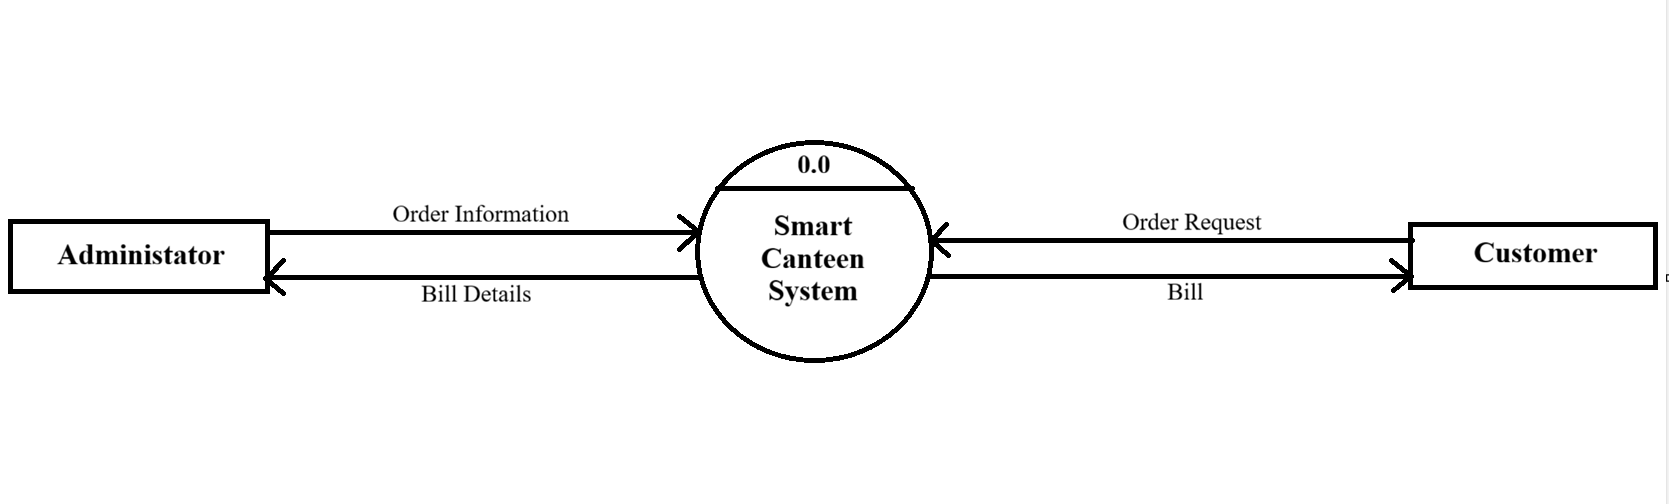 0.0
Order Information
Administator
Bill Details
Smart
Canteen
System
Order Request
Customer
Bill